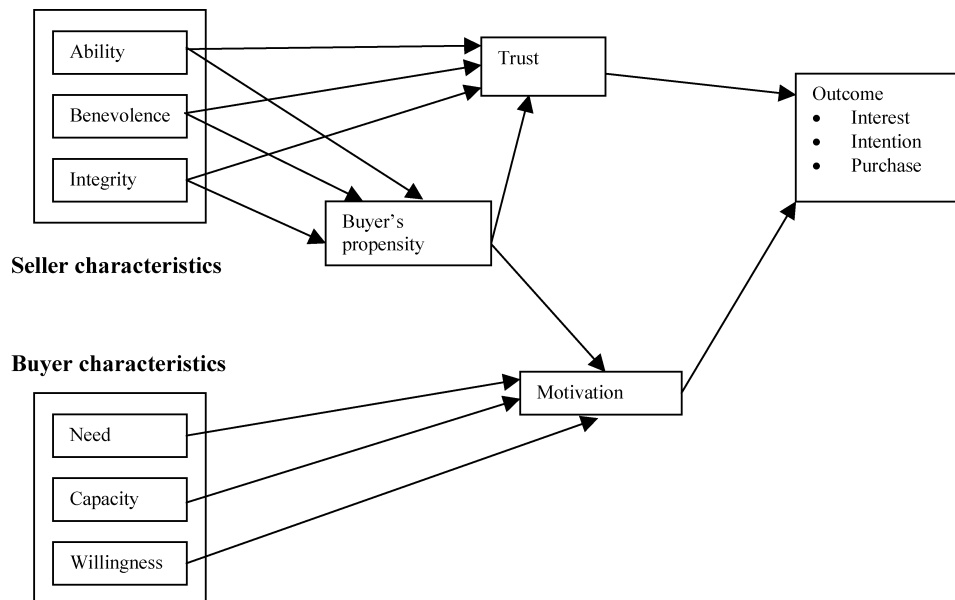 Ability
Benevolence
Integrity
Seller characteristics
Trust
Buyer’s
propensity
Outcome
• Interest
• Intention
• Purchase
Buyer characteristics
Need
Capacity
Willingness
Motivation